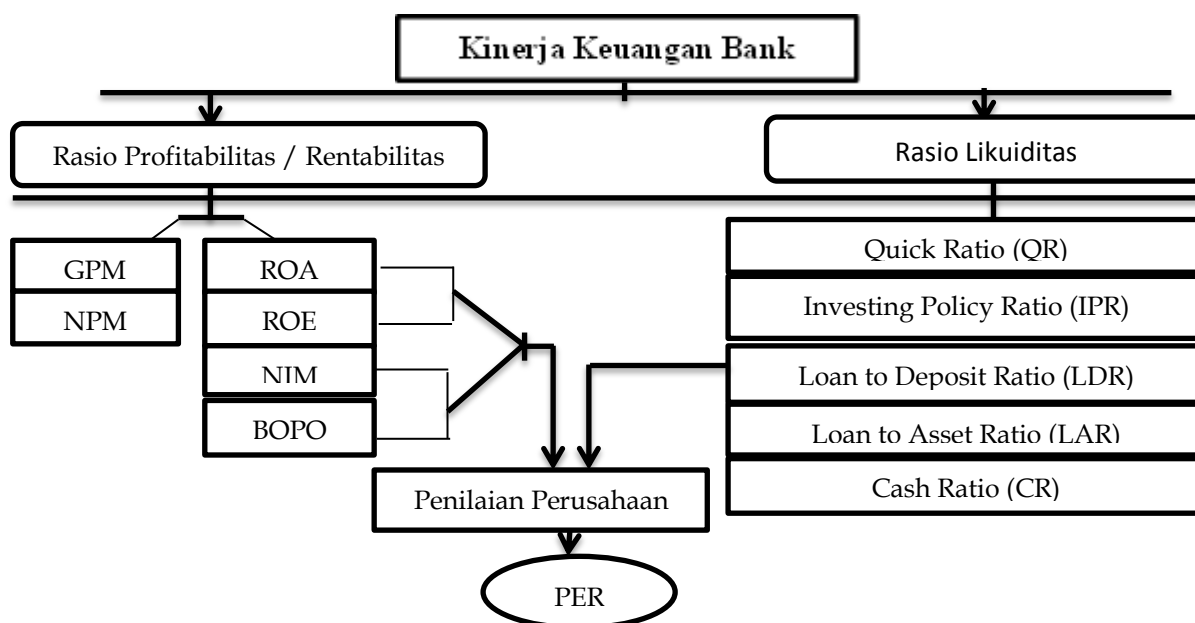 Kinerja Keuangan Bank
Rasio Profitabilitas / Rentabilitas
Rasio Likuiditas
GPM
NPM
ROA
ROE
NIM
BOPO
Quick Ratio (QR)
Investing Policy Ratio (IPR)
Loan to Deposit Ratio (LDR)
Loan to Asset Ratio (LAR)
Cash Ratio (CR)
Penilaian Perusahaan
PER